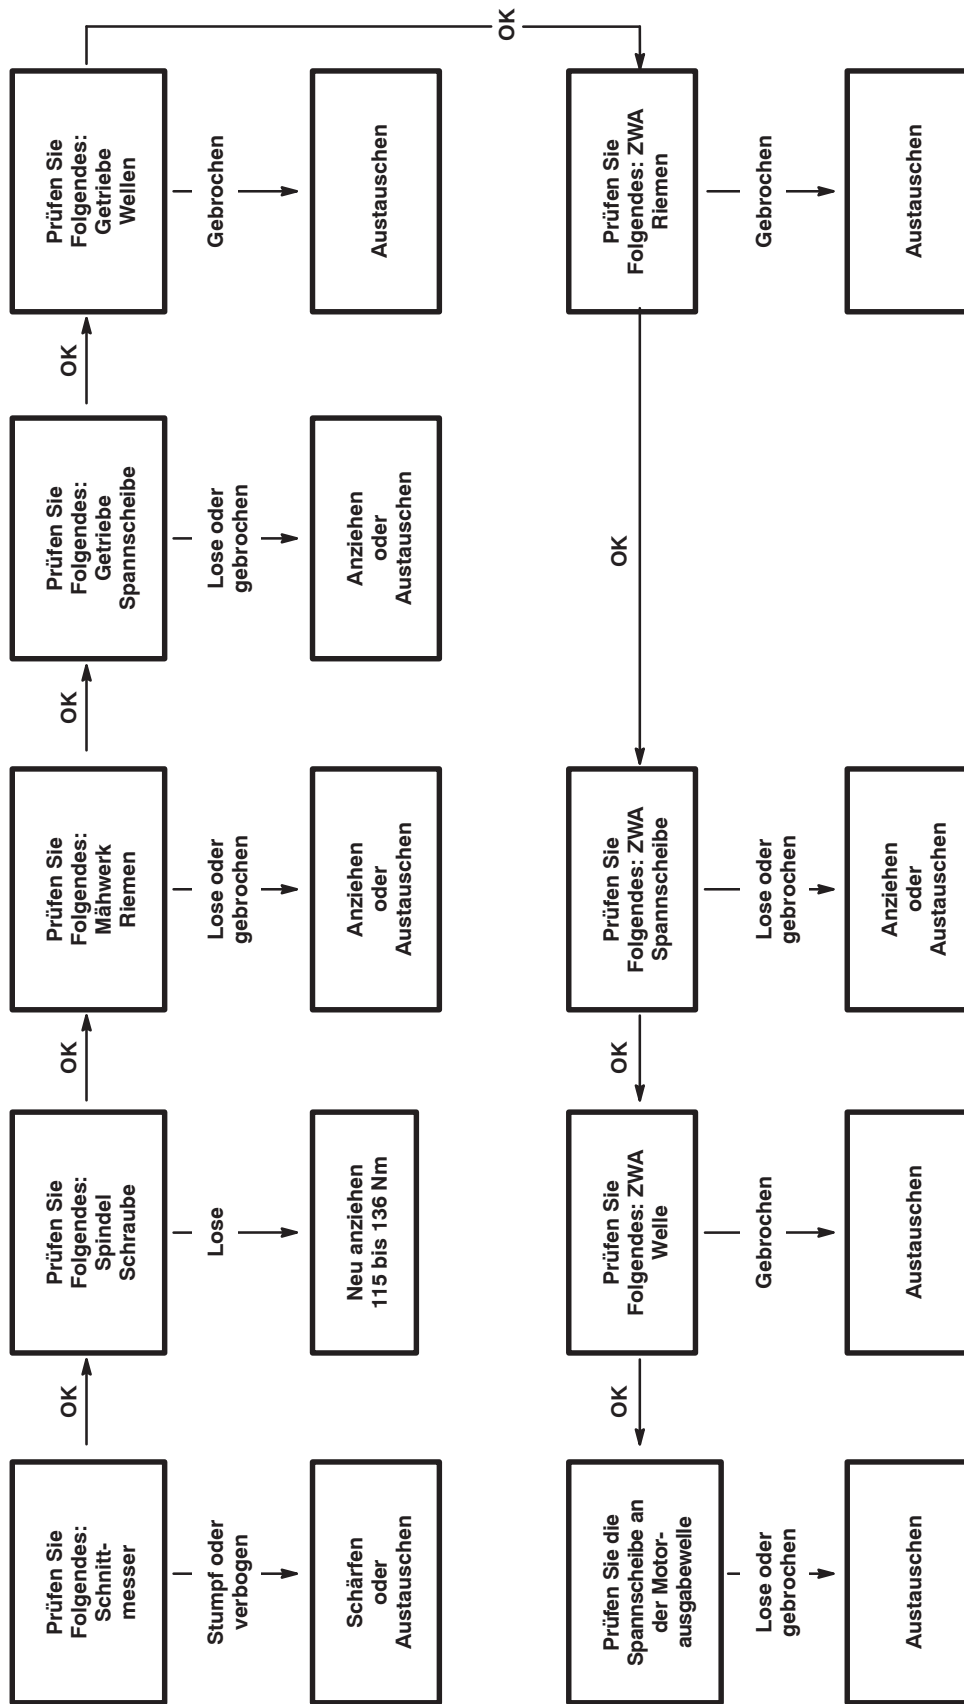 Prüfen Sie
Folgendes:
Schnitt-
messer
OK
Prüfen Sie
Folgendes:
Spindel
Schraube
OK
Prüfen Sie
Folgendes:
Mähwerk
Riemen
OK
Prüfen Sie
Folgendes:
Getriebe
Spannscheibe
OK
Prüfen Sie
Folgendes:
Getriebe
Wellen
Stumpf oder
verbogen
Lose
Lose oder
gebrochen
Lose oder
gebrochen
Gebrochen
Schärfen
oder
Austauschen
Neu anziehen
115 bis 136 Nm
Anziehen
oder
Austauschen
Anziehen
oder
Austauschen
Austauschen
OK
Prüfen Sie die
Spannscheibe an
der Motor-
ausgabewelle
OK
Prüfen Sie
Folgendes: ZWA
Welle
OK
Prüfen Sie
Folgendes: ZWA
Spannscheibe
OK
Prüfen Sie
Folgendes: ZWA
Riemen
Lose oder
gebrochen
Gebrochen
Lose oder
gebrochen
Gebrochen
Austauschen
Austauschen
Anziehen
oder
Austauschen
Austauschen